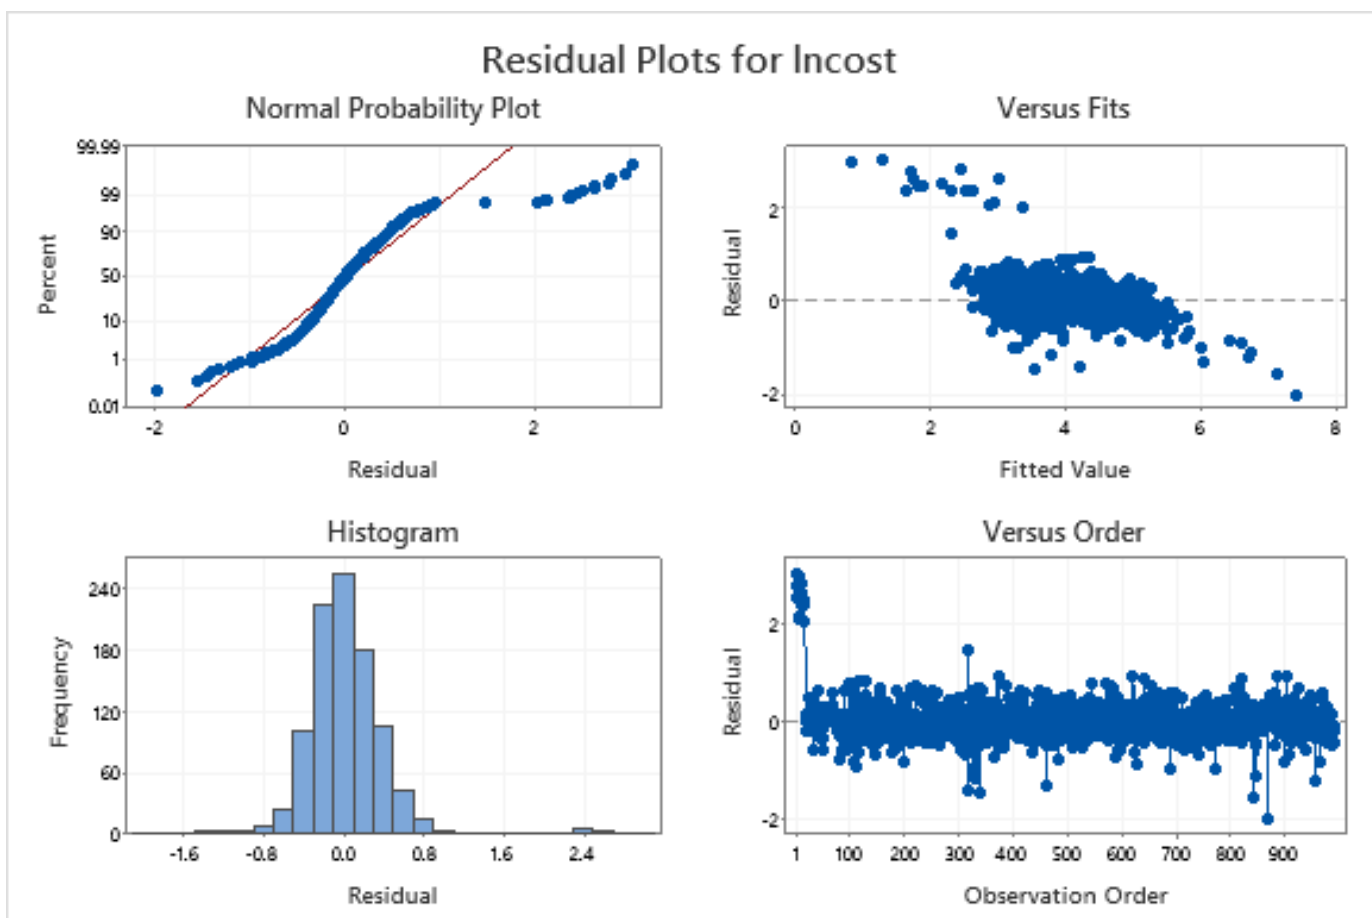 Residual Plots for lncost
Normal Probability Plot
99.99
99
90
50
10
1
0.01
Percent
-2 0 2
Residual
Versus Fits
2
0
-2
Residual
0 2 4 6 8
Fitted Value
Histogram
240
180
120
60
0
Frequency
-1.6 -0.8 0.0 0.8 1.6 2.4
Residual
Versus Order
2
0
-2
Residual
1 100 200 300 400 500 600 700 800 900
Observation Order